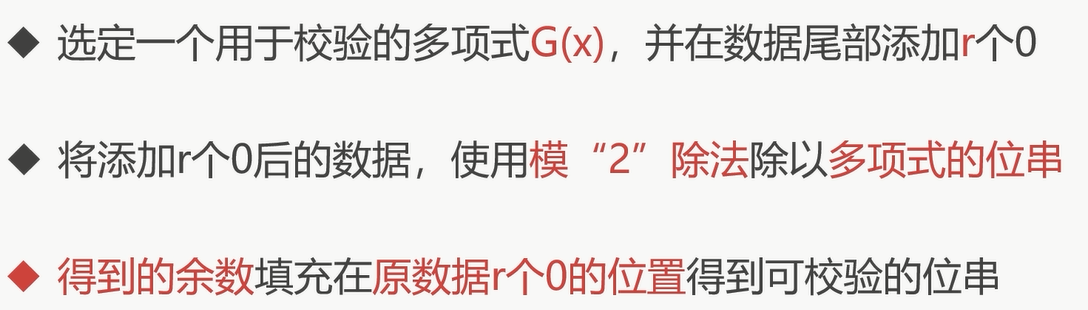 ◆ 选定一个用于校验的多项式G(x)，并在数据尾部添加r个0
◆ 将添加r个0后的数据，使用模“2”除法除以多项式的位串
◆ 得到的余数填充在原数据r个0的位置得到可校验的位串